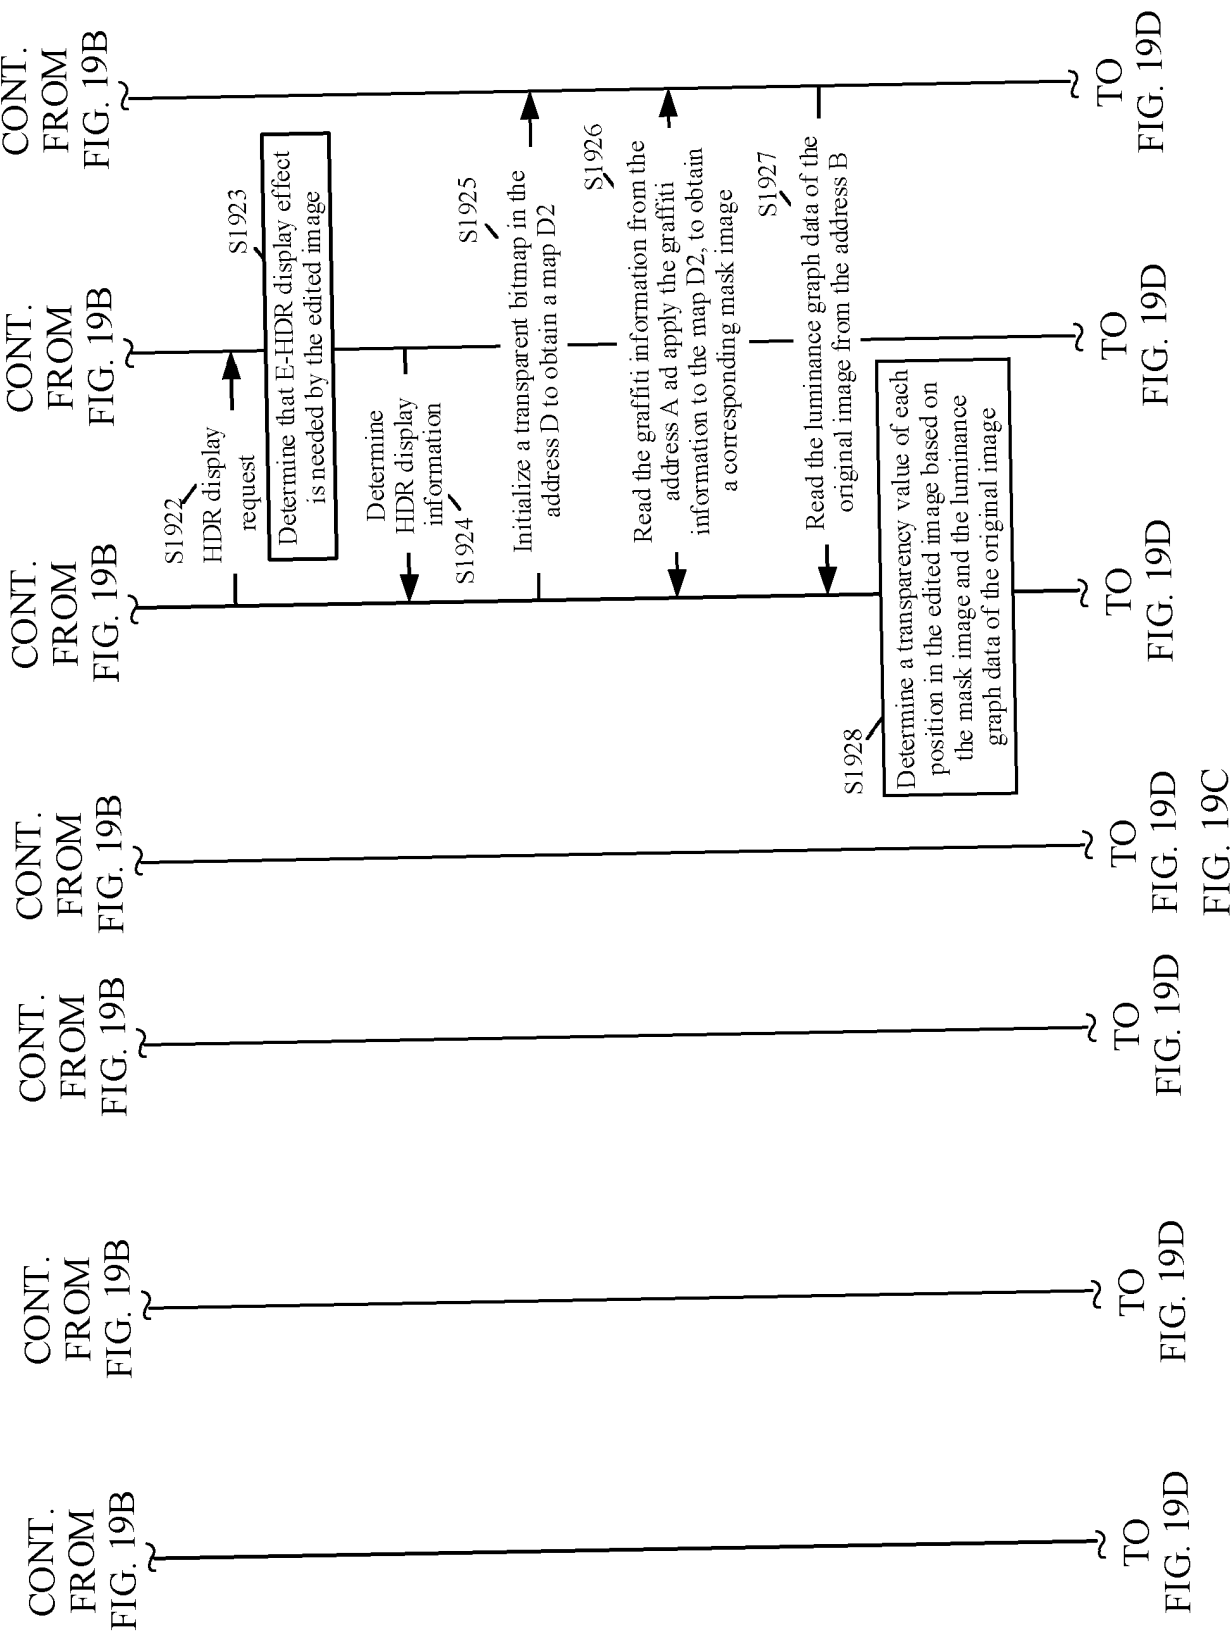 CONT.
FROM
FIG. 19B
CONT.
FROM
FIG. 19B
CONT.
FROM
FIG. 19B
CONT.
FROM
FIG. 19B
CONT.
FROM
FIG. 19B
CONT.
FROM
FIG. 19B
CONT.
FROM
FIG. 19B
S1922
HDR display
request
S1923
Determine that E-HDR display effect
is needed by the edited image
Determine
HDR display
information
S1924
S1925
Initialize a transparent bitmap in the
address D to obtain a map D2
S1926
Read the graffiti information from the
address A ad apply the graffiti
information to the map D2, to obtain
a corresponding mask image
S1927
Read the luminance graph data of the
original image from the address B
S1928
Determine a transparency value of each
position in the edited image based on
the mask image and the luminance
graph data of the original image
TO
FIG. 19D
TO
FIG. 19D
TO
FIG. 19D
TO
FIG. 19D
TO
FIG. 19D
TO
FIG. 19D
TO
FIG. 19D
FIG. 19C